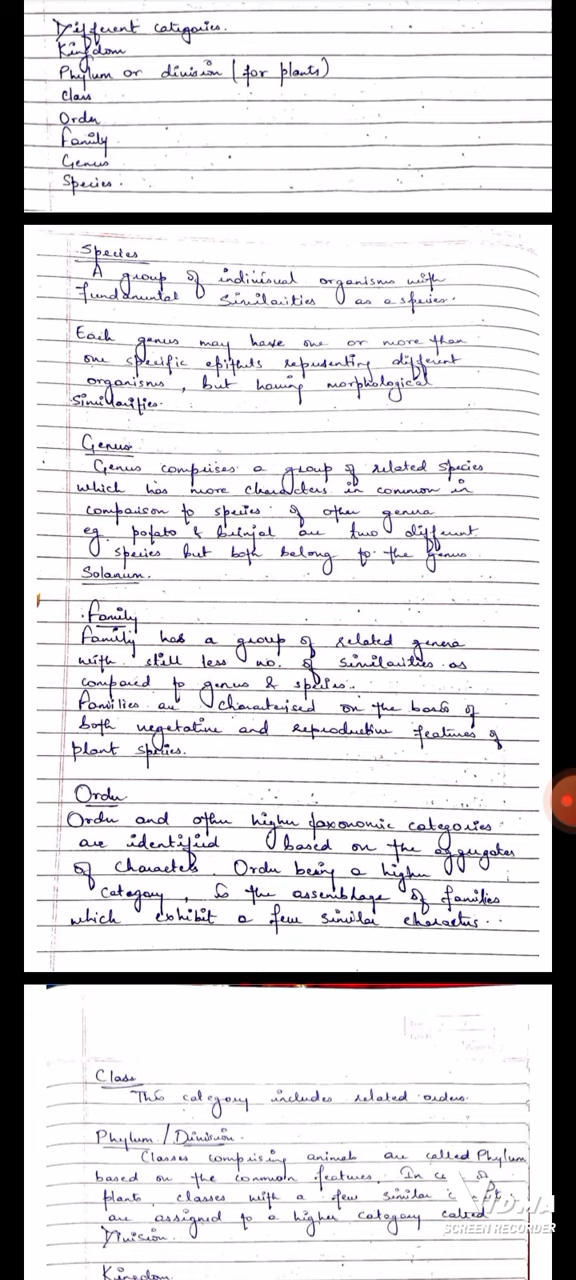 Different categories.
Kingdom
Phylum or division (for plants)
Class
Order
Family
Genus
Species.
Species
A group of individual organisms with
fundamental similarities as a species.
Each genus may have one or more than
one specific epithets representing different
organisms, but having morphological
similarities.
Genus
Genus comprises a group of related species
which has more characters in common in
comparison to species of other genera
eg. potato & brinjal are two different
species but both belong to the genus
Solanum.
Family
Family has a group of related genera
with still less no. of similarities as
compared to genus & species.
Families are characterised on the basis of
both vegetative and reproductive features of
plant species.
Order
Order and other higher taxonomic categories
are identified based on the aggregates
of characters. Order being a higher
category, is the assemblage of families
which exhibit a few similar characters.
Class
This category includes related orders.
Phylum / Division.
Classes comprising animals are called Phylum
based on the common features. In of
plants, classes with a few similar
are assigned to a higher category called
Division.
Kingdom
VIDMA
SCREEN RECORDER